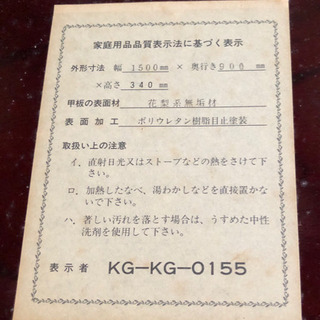 家庭用品品質表示法に基づく表示
外形寸法 幅 1500㎜ × 奥行き900 ㎜
×高さ 340㎜
甲板の表面材 花梨系無垢材
表面加工 ポリウレタン樹脂目止塗装
取扱い上の注意
イ、直射日光又はストーブなどの熱をさけて下
さい。
ロ、加熱したなべ、湯わかしなどを直接置かな
いで下さい。
ハ、著しい汚れを落とす場合は、うすめた中性
洗剤を使用して下さい。
表示者 KG―KG―0155